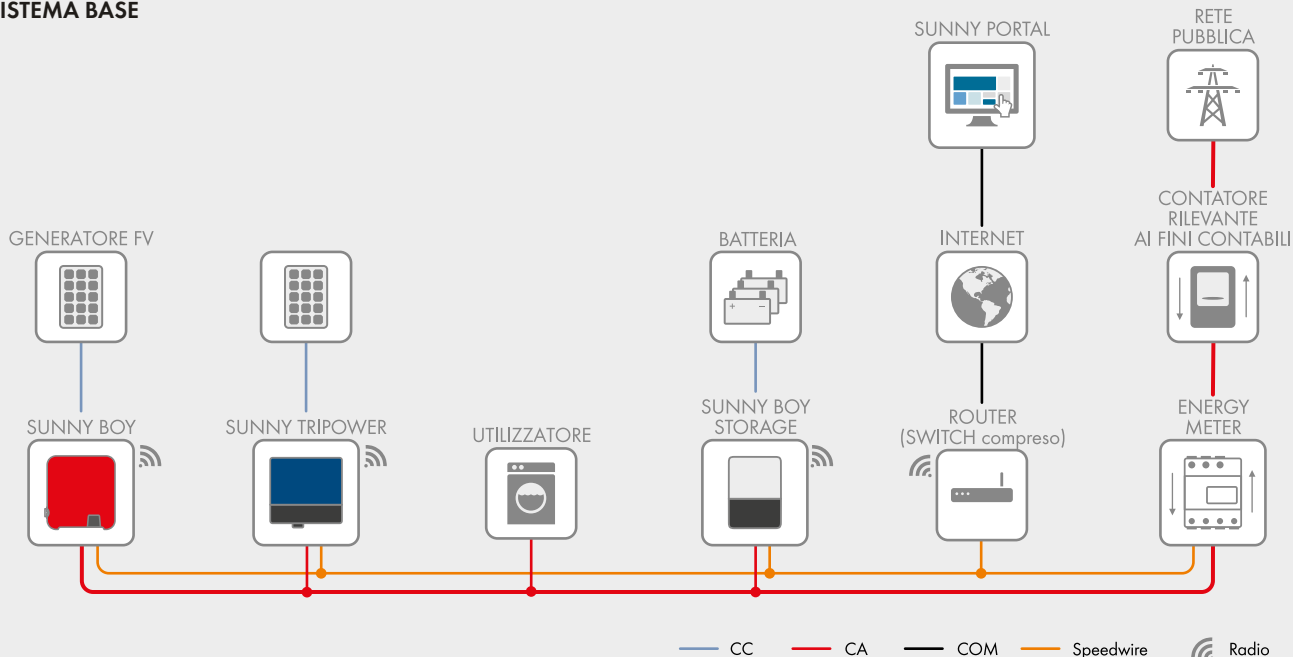 ISTEMA BASE
SUNNY PORTAL
RETE
PUBBLICA
CONTATORE
RILEVANTE
AI FINI CONTABILI
GENERATORE FV
BATTERIA
INTERNET
SUNNY BOY
SUNNY TRIPOWER
UTILIZZATORE
SUNNY BOY
STORAGE
ROUTER
(SWITCH compreso)
ENERGY
METER
CC
CA
COM
Speedwire
Radio